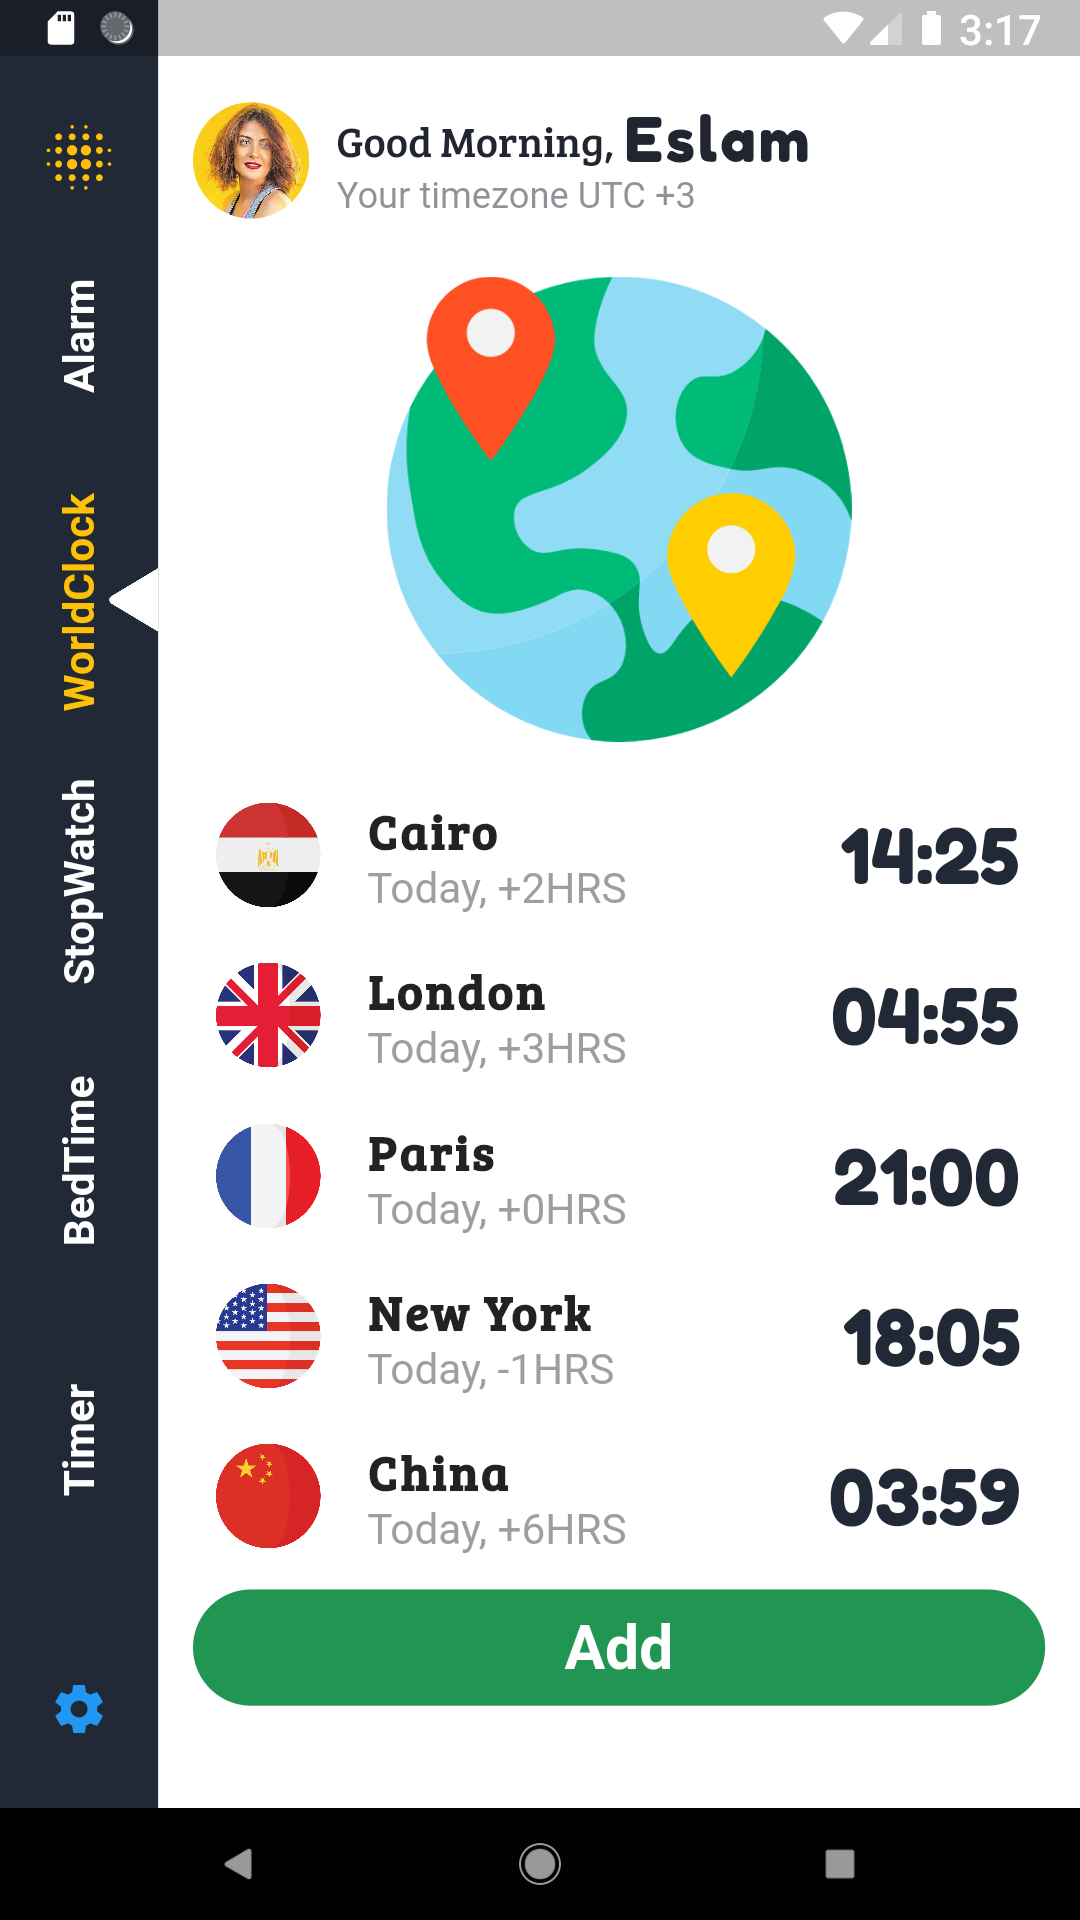 3:17
Good Morning, Eslam
Your timezone UTC +3
Alarm
WorldClock
StopWatch
BedTime
Timer
Cairo
Today, +2HRS
14:25
London
Today, +3HRS
04:55
Paris
Today, +0HRS
21:00
New York
Today, -1HRS
18:05
China
Today, +6HRS
03:59
Add